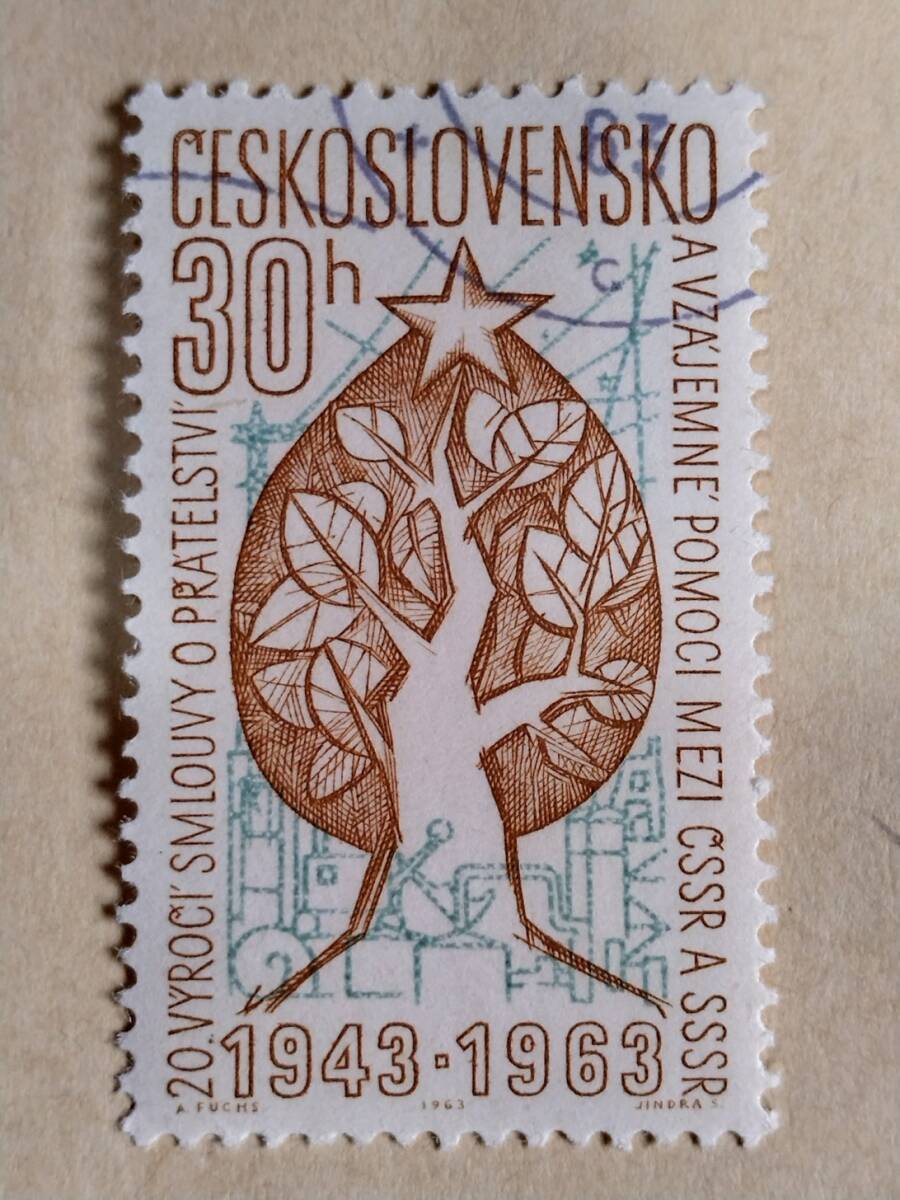 ČESKOSLOVENSKO
30h
20. VÝROČÍ SMLOUVY O PŘÁTELSTVÍ
A VZÁJEMNÉ POMOCI MEZI ČSSR A SSSR
1943·1963
A. FUCHS.
1963
JINDRA S.